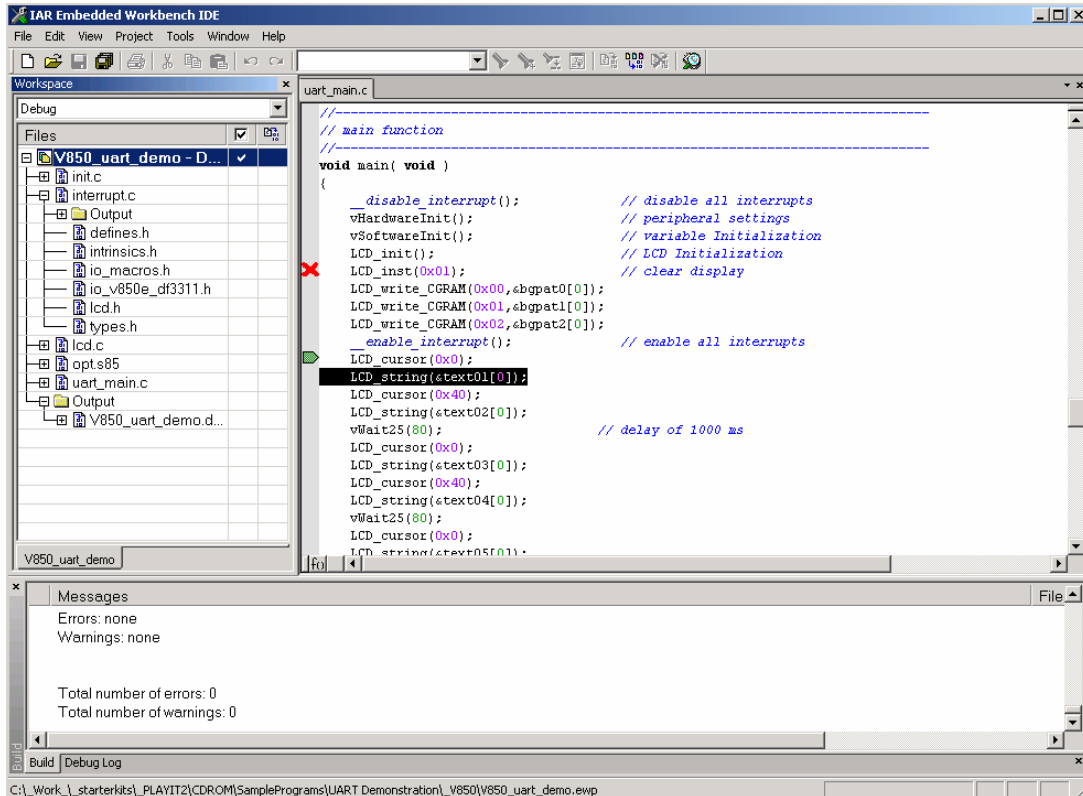 IAR Embedded Workbench IDE
File Edit View Project Tools Window Help
Workspace
Debug
Files
V850_uart_demo - D...
init.c
interrupt.c
Output
defines.h
intrinsics.h
io_macros.h
io_v850e_df3311.h
lcd.h
types.h
lcd.c
opt.s85
uart_main.c
Output
V850_uart_demo.d...
V850_uart_demo
uart_main.c
//------------------------------------------------------------------------------
// main function
//------------------------------------------------------------------------------
void main( void )
{
__disable_interrupt(); // disable all interrupts
vHardwareInit(); // peripheral settings
vSoftwareInit(); // variable Initialization
LCD_init(); // LCD Initialization
LCD_inst(0x01); // clear display
LCD_write_CGRAM(0x00,&bgpat0[0]);
LCD_write_CGRAM(0x01,&bgpat1[0]);
LCD_write_CGRAM(0x02,&bgpat2[0]);
__enable_interrupt(); // enable all interrupts
LCD_cursor(0x0);
LCD_string(&text01[0]);
LCD_cursor(0x40);
LCD_string(&text02[0]);
vWait25(80); // delay of 1000 ms
LCD_cursor(0x0);
LCD_string(&text03[0]);
LCD_cursor(0x40);
LCD_string(&text04[0]);
vWait25(80);
LCD_cursor(0x0);
LCD_string(&text05[0]);
f()
Messages File
Errors: none
Warnings: none
Total number of errors: 0
Total number of warnings: 0
Build
Build Debug Log
C:\_Work_\_starterkits\_PLAYIT2\CDROM\SamplePrograms\UART Demonstration\_V850\V850_uart_demo.ewp